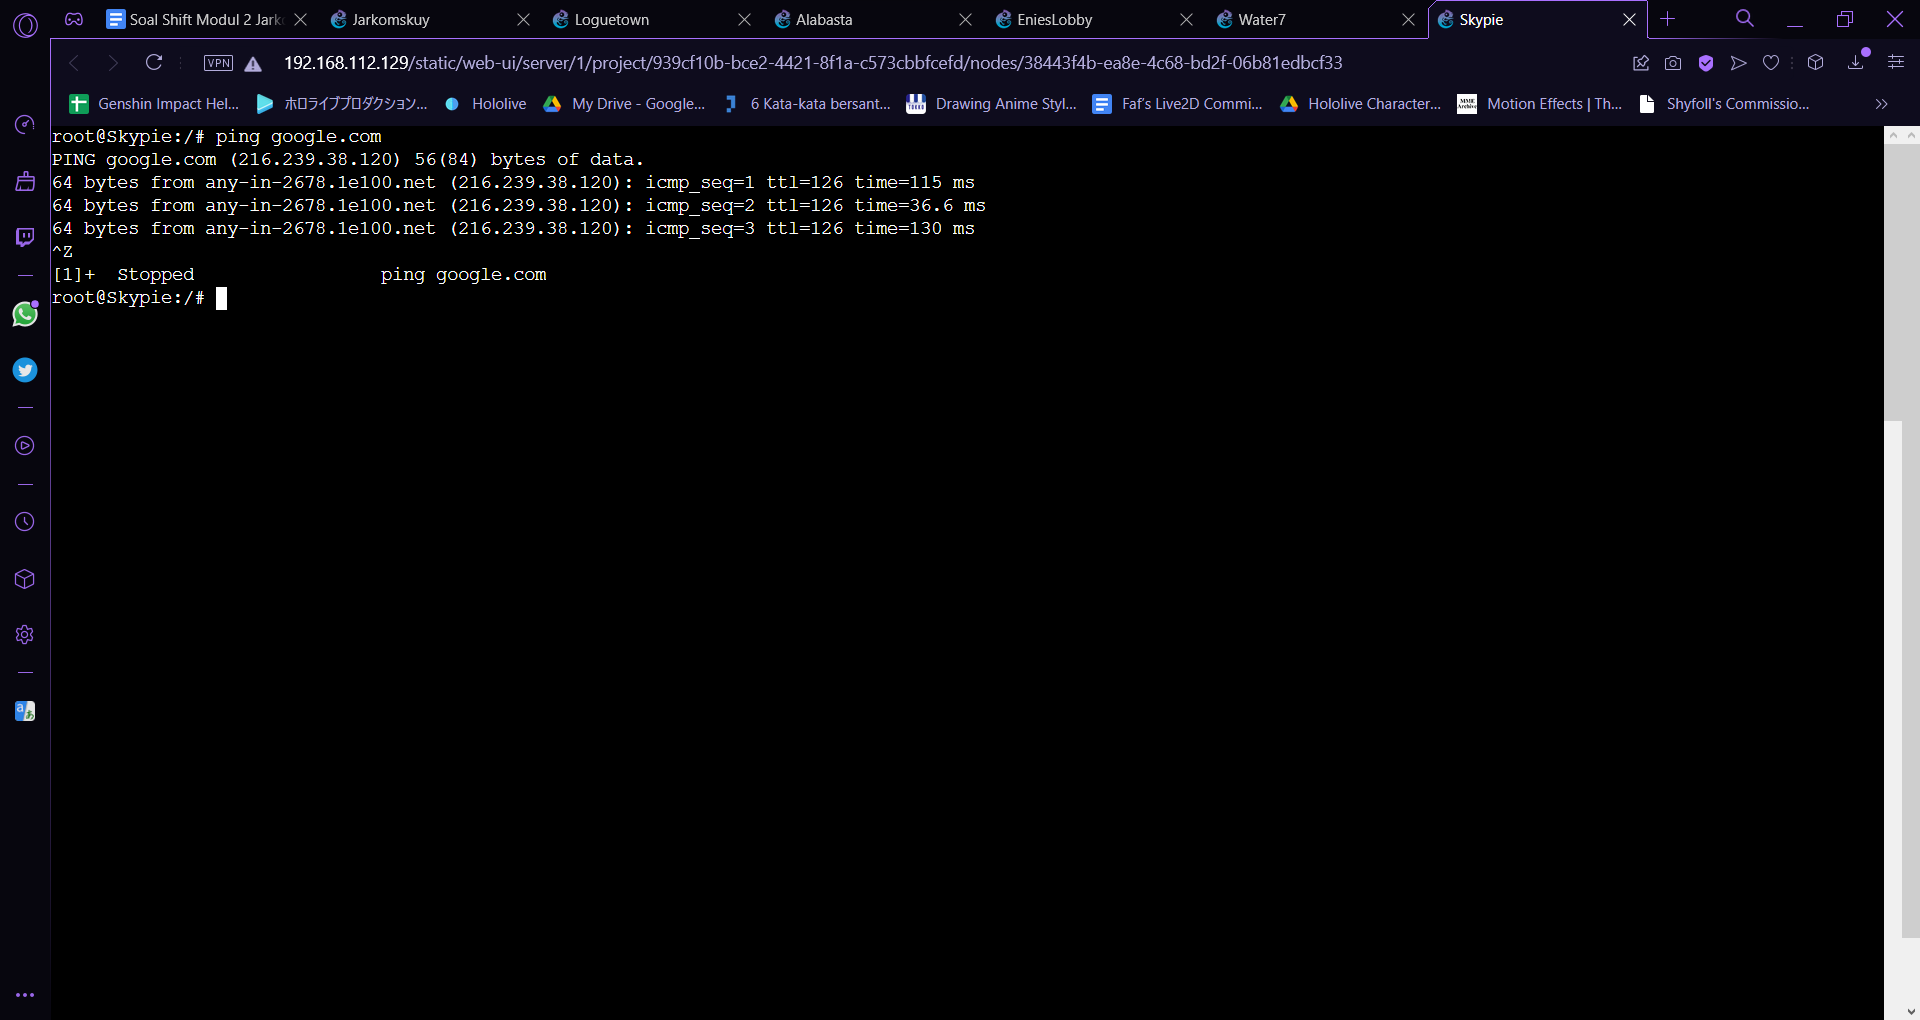 Soal Shift Modul 2 Jark
Jarkomskuy
Loguetown
Alabasta
EniesLobby
Water7
Skypie
VPN
192.168.112.129/static/web-ui/server/1/project/939cf10b-bce2-4421-8f1a-c573cbbfcefd/nodes/38443f4b-ea8e-4c68-bd2f-06b81edbcf33
Genshin Impact Hel...
ホロライブプロダクション...
Hololive
My Drive - Google...
6 Kata-kata bersant...
Drawing Anime Styl...
Faf's Live2D Commi...
Hololive Character...
MME Archive
Motion Effects | Th...
Shyfoll's Commissio...
root@Skypie:/# ping google.com
PING google.com (216.239.38.120) 56(84) bytes of data.
64 bytes from any-in-2678.1e100.net (216.239.38.120): icmp_seq=1 ttl=126 time=115 ms
64 bytes from any-in-2678.1e100.net (216.239.38.120): icmp_seq=2 ttl=126 time=36.6 ms
64 bytes from any-in-2678.1e100.net (216.239.38.120): icmp_seq=3 ttl=126 time=130 ms
^Z
[1]+  Stopped                 ping google.com
root@Skypie:/#